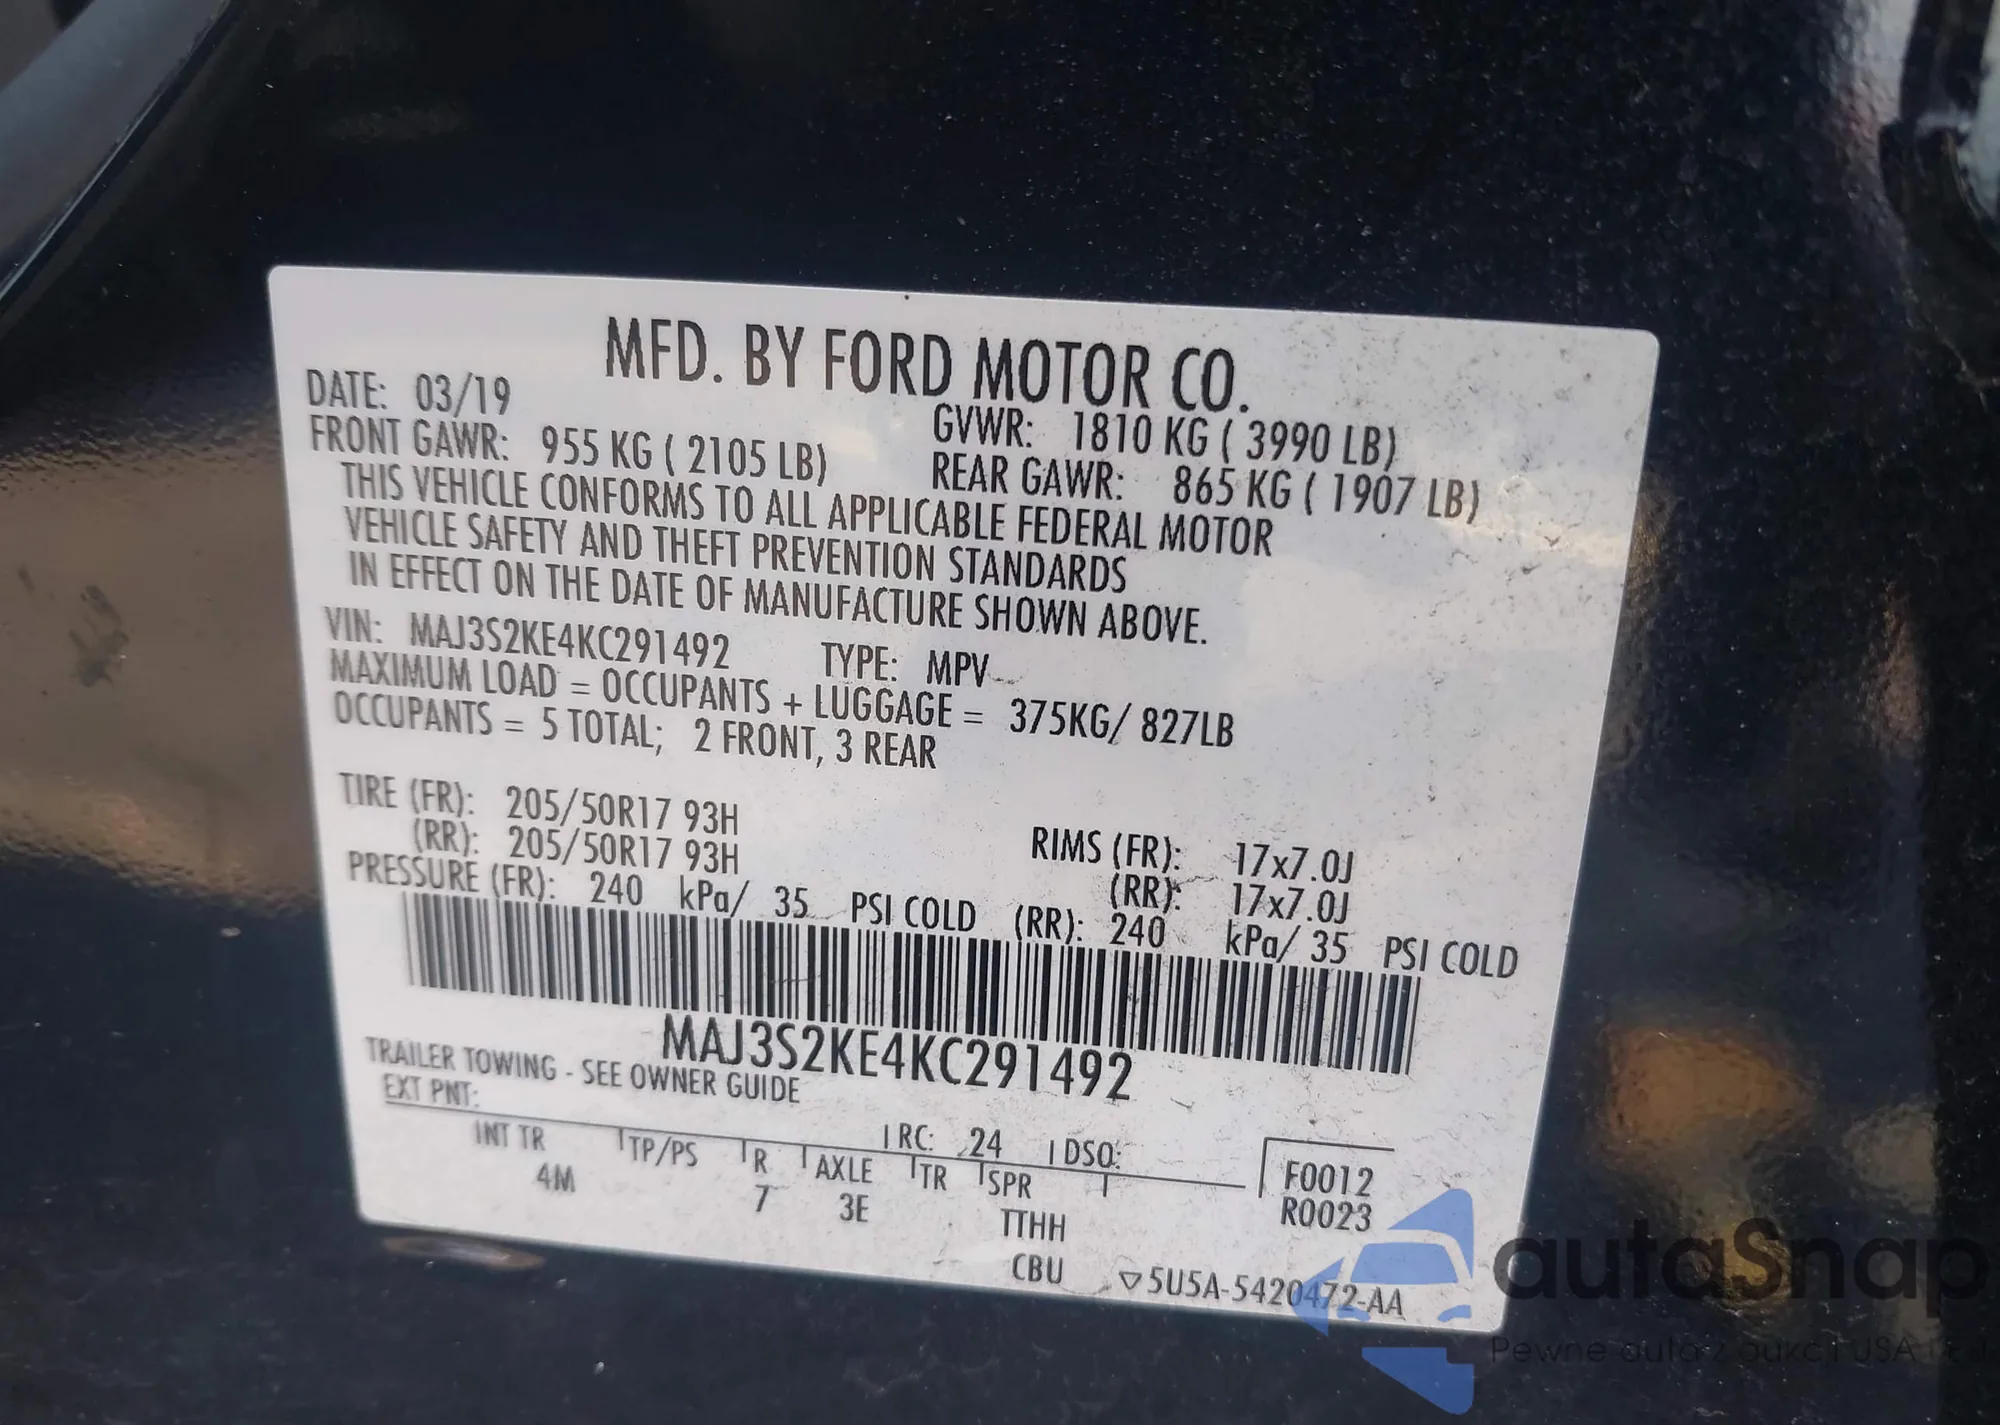 MFD. BY FORD MOTOR CO.
DATE: 03/19
GVWR: 1810 KG ( 3990 LB)
FRONT GAWR: 955 KG ( 2105 LB)
REAR GAWR: 865 KG ( 1907 LB)
THIS VEHICLE CONFORMS TO ALL APPLICABLE FEDERAL MOTOR
VEHICLE SAFETY AND THEFT PREVENTION STANDARDS
IN EFFECT ON THE DATE OF MANUFACTURE SHOWN ABOVE.
VIN: MAJ3S2KE4KC291492 TYPE: MPV
MAXIMUM LOAD = OCCUPANTS + LUGGAGE = 375KG/ 827LB
OCCUPANTS = 5 TOTAL; 2 FRONT, 3 REAR
TIRE (FR): 205/50R17 93H RIMS (FR): 17x7.0J
(RR): 205/50R17 93H (RR): 17x7.0J
PRESSURE (FR): 240 kPa/ 35 PSI COLD (RR): 240 kPa/ 35 PSI COLD
MAJ3S2KE4KC291492
TRAILER TOWING - SEE OWNER GUIDE
EXT PNT: RC: 24 DSO:
INT TR TP/PS R AXLE TR SPR F0012
4M 7 3E TTHH R0023
CBU ▽5U5A-5420472-AA
autaSnap
Pewne auta z aukcji USA